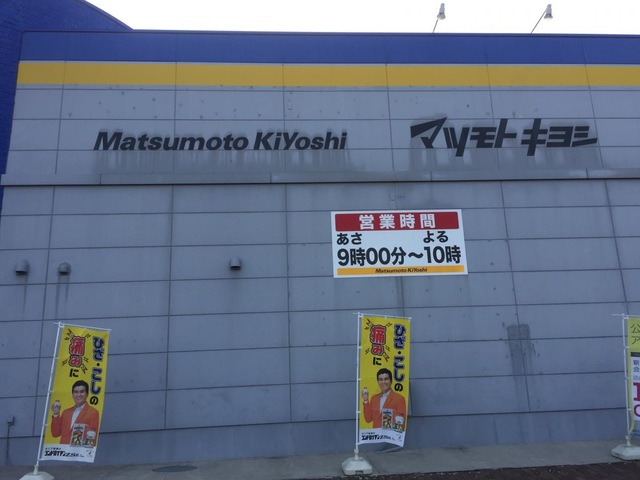 Matsumoto KiYoshi
マツモトキヨシ
営業時間
あさ よる
9時00分～10時
Matsumoto KiYoshi
ひざ・こしの
痛みに
ひざ・こしの
痛みに